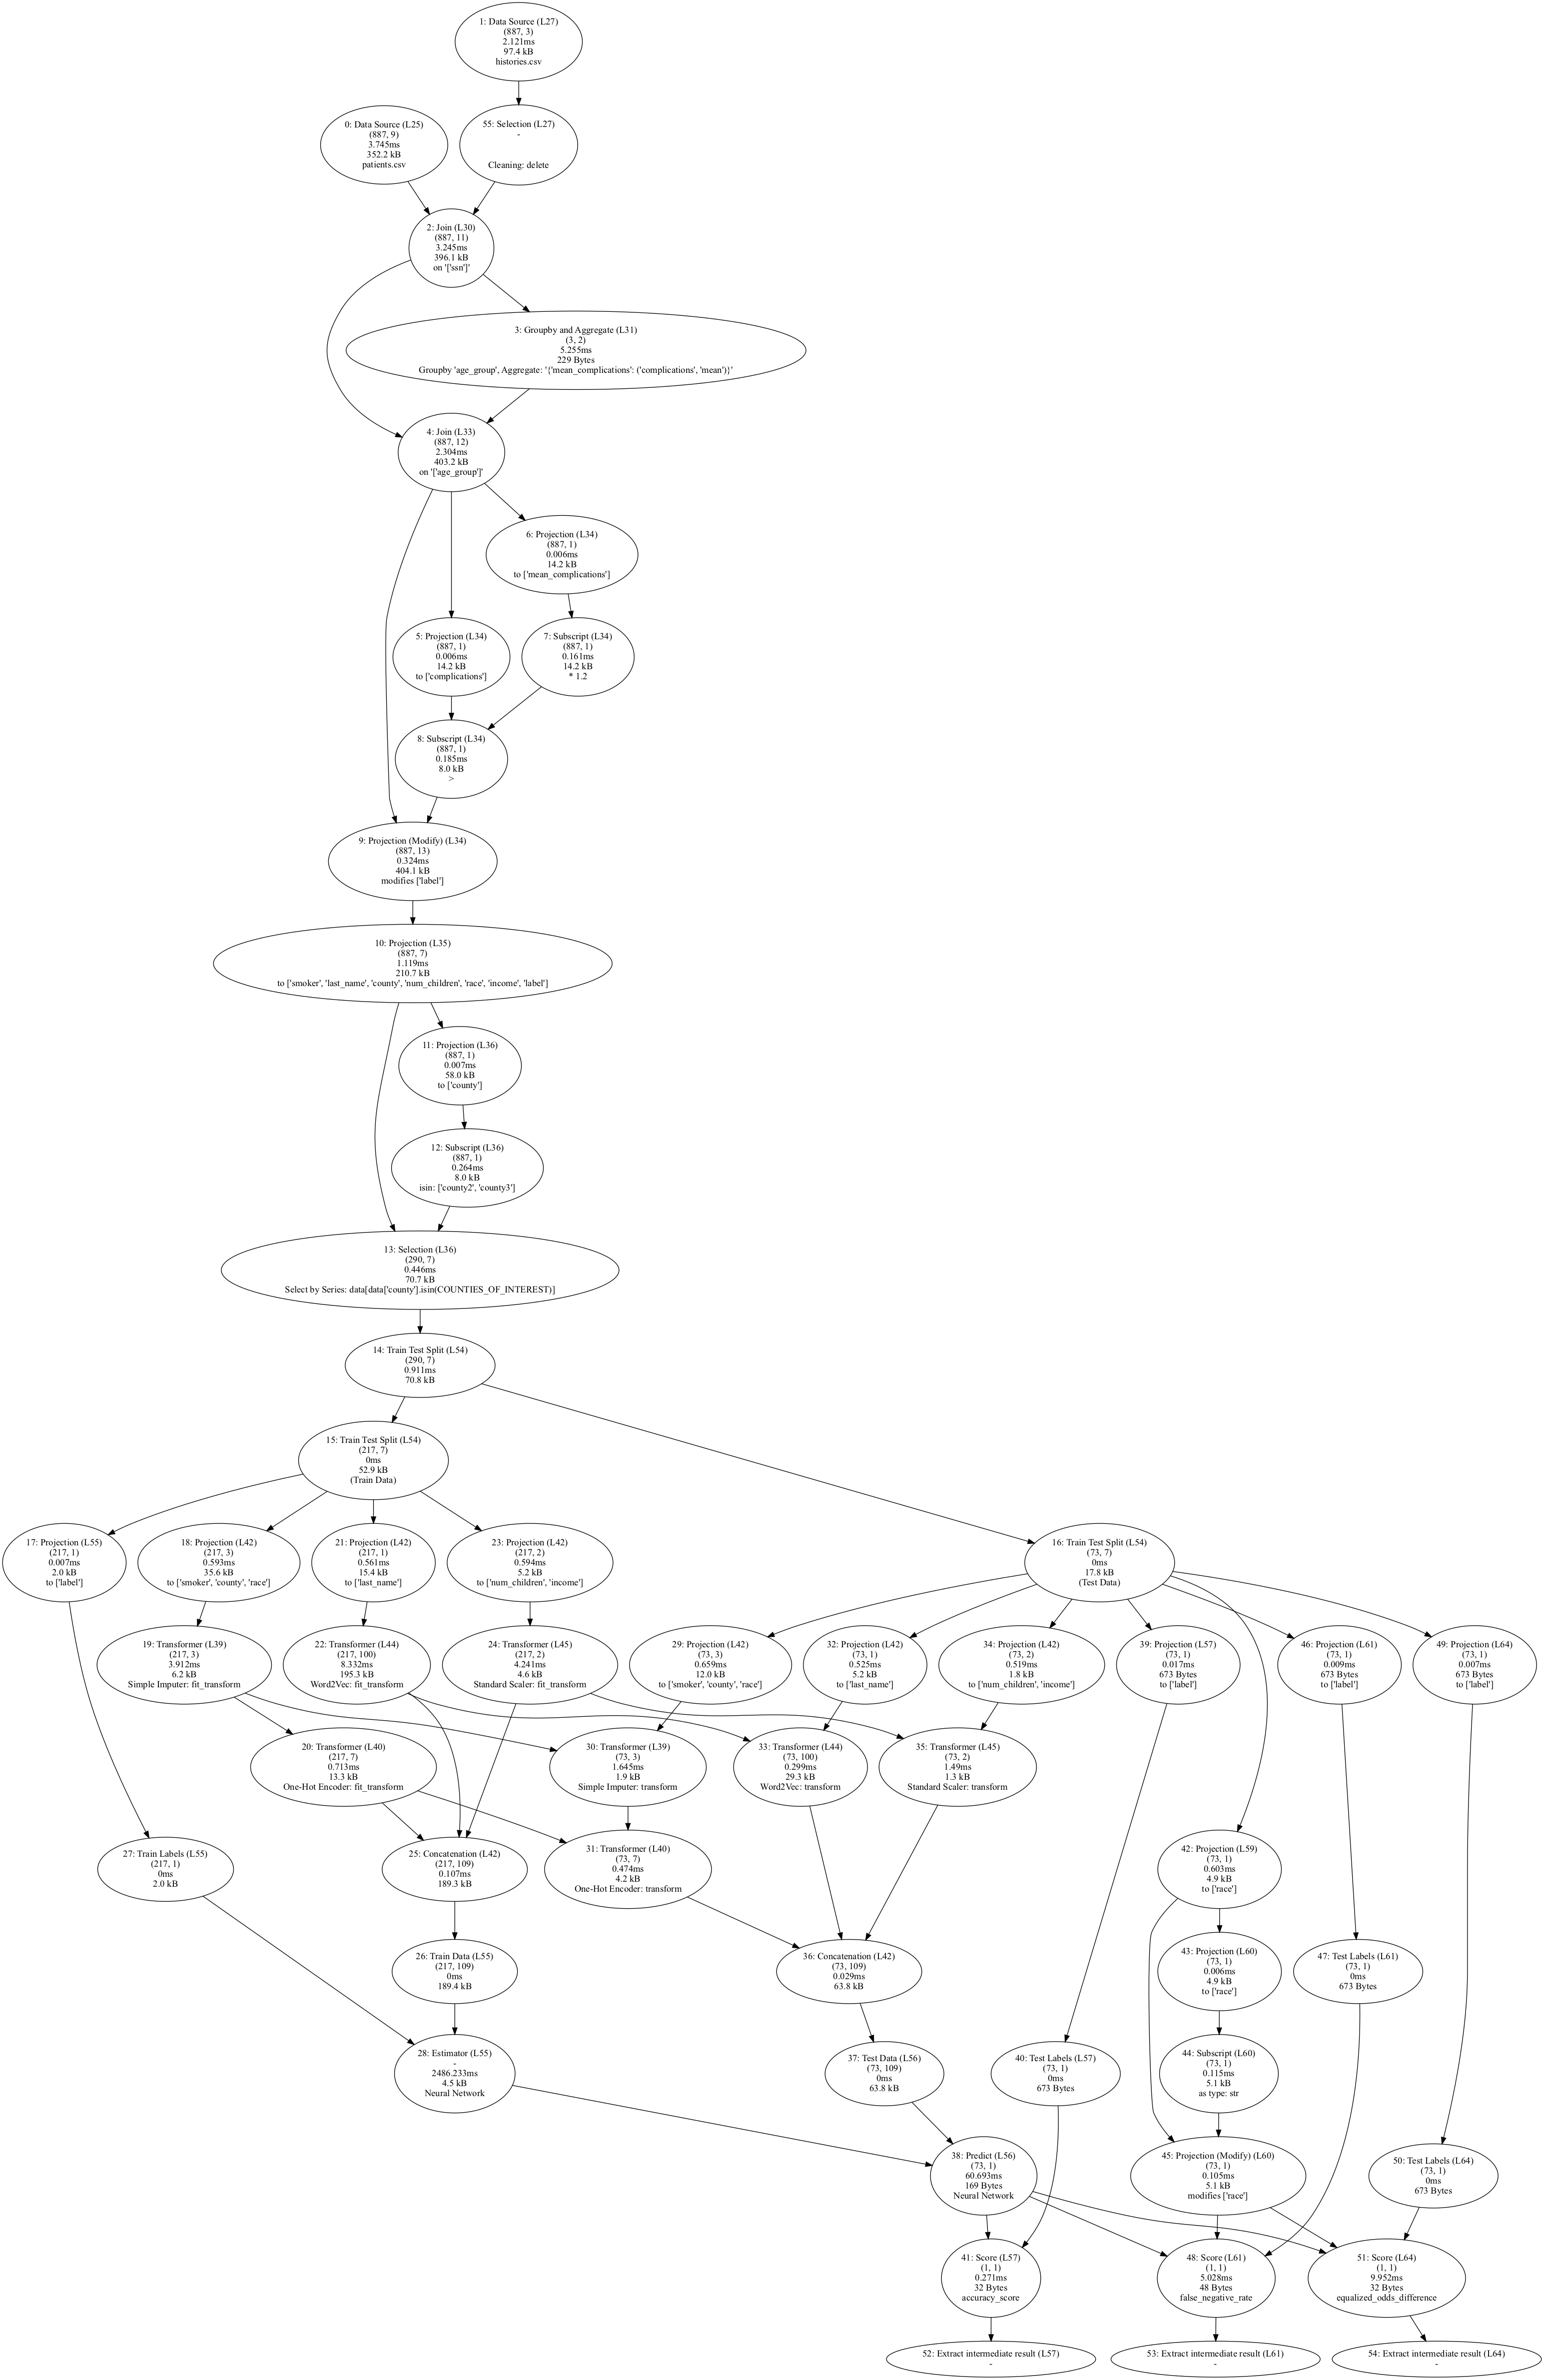 1: Data Source (L27)
(887, 3)
2.121ms
97.4 kB
histories.csv
0: Data Source (L25)
(887, 9)
3.745ms
352.2 kB
patients.csv
55: Selection (L27)
-
Cleaning: delete
2: Join (L30)
(887, 11)
3.245ms
396.1 kB
on '['ssn']'
3: Groupby and Aggregate (L31)
(3, 2)
5.255ms
229 Bytes
Groupby 'age_group', Aggregate: '{'mean_complications': ('complications', 'mean')}'
4: Join (L33)
(887, 12)
2.304ms
403.2 kB
on '['age_group']'
6: Projection (L34)
(887, 1)
0.006ms
14.2 kB
to ['mean_complications']
5: Projection (L34)
(887, 1)
0.006ms
14.2 kB
to ['complications']
7: Subscript (L34)
(887, 1)
0.161ms
14.2 kB
* 1.2
8: Subscript (L34)
(887, 1)
0.185ms
8.0 kB
>
9: Projection (Modify) (L34)
(887, 13)
0.324ms
404.1 kB
modifies ['label']
10: Projection (L35)
(887, 7)
1.119ms
210.7 kB
to ['smoker', 'last_name', 'county', 'num_children', 'race', 'income', 'label']
11: Projection (L36)
(887, 1)
0.007ms
58.0 kB
to ['county']
12: Subscript (L36)
(887, 1)
0.264ms
8.0 kB
isin: ['county2', 'county3']
13: Selection (L36)
(290, 7)
0.446ms
70.7 kB
Select by Series: data[data['county'].isin(COUNTIES_OF_INTEREST)]
14: Train Test Split (L54)
(290, 7)
0.911ms
70.8 kB
15: Train Test Split (L54)
(217, 7)
0ms
52.9 kB
(Train Data)
17: Projection (L55)
(217, 1)
0.007ms
2.0 kB
to ['label']
18: Projection (L42)
(217, 3)
0.593ms
35.6 kB
to ['smoker', 'county', 'race']
21: Projection (L42)
(217, 1)
0.561ms
15.4 kB
to ['last_name']
23: Projection (L42)
(217, 2)
0.594ms
5.2 kB
to ['num_children', 'income']
16: Train Test Split (L54)
(73, 7)
0ms
17.8 kB
(Test Data)
19: Transformer (L39)
(217, 3)
3.912ms
6.2 kB
Simple Imputer: fit_transform
22: Transformer (L44)
(217, 100)
8.332ms
195.3 kB
Word2Vec: fit_transform
24: Transformer (L45)
(217, 2)
4.241ms
4.6 kB
Standard Scaler: fit_transform
29: Projection (L42)
(73, 3)
0.659ms
12.0 kB
to ['smoker', 'county', 'race']
32: Projection (L42)
(73, 1)
0.525ms
5.2 kB
to ['last_name']
34: Projection (L42)
(73, 2)
0.519ms
1.8 kB
to ['num_children', 'income']
39: Projection (L57)
(73, 1)
0.017ms
673 Bytes
to ['label']
46: Projection (L61)
(73, 1)
0.009ms
673 Bytes
to ['label']
49: Projection (L64)
(73, 1)
0.007ms
673 Bytes
to ['label']
20: Transformer (L40)
(217, 7)
0.713ms
13.3 kB
One-Hot Encoder: fit_transform
30: Transformer (L39)
(73, 3)
1.645ms
1.9 kB
Simple Imputer: transform
33: Transformer (L44)
(73, 100)
0.299ms
29.3 kB
Word2Vec: transform
35: Transformer (L45)
(73, 2)
1.49ms
1.3 kB
Standard Scaler: transform
27: Train Labels (L55)
(217, 1)
0ms
2.0 kB
25: Concatenation (L42)
(217, 109)
0.107ms
189.3 kB
31: Transformer (L40)
(73, 7)
0.474ms
4.2 kB
One-Hot Encoder: transform
42: Projection (L59)
(73, 1)
0.603ms
4.9 kB
to ['race']
26: Train Data (L55)
(217, 109)
0ms
189.4 kB
36: Concatenation (L42)
(73, 109)
0.029ms
63.8 kB
43: Projection (L60)
(73, 1)
0.006ms
4.9 kB
to ['race']
47: Test Labels (L61)
(73, 1)
0ms
673 Bytes
28: Estimator (L55)
-
2486.233ms
4.5 kB
Neural Network
37: Test Data (L56)
(73, 109)
0ms
63.8 kB
40: Test Labels (L57)
(73, 1)
0ms
673 Bytes
44: Subscript (L60)
(73, 1)
0.115ms
5.1 kB
as type: str
38: Predict (L56)
(73, 1)
60.693ms
169 Bytes
Neural Network
45: Projection (Modify) (L60)
(73, 1)
0.105ms
5.1 kB
modifies ['race']
50: Test Labels (L64)
(73, 1)
0ms
673 Bytes
41: Score (L57)
(1, 1)
0.271ms
32 Bytes
accuracy_score
48: Score (L61)
(1, 1)
5.028ms
48 Bytes
false_negative_rate
51: Score (L64)
(1, 1)
9.952ms
32 Bytes
equalized_odds_difference
52: Extract intermediate result (L57)
-
53: Extract intermediate result (L61)
-
54: Extract intermediate result (L64)
-